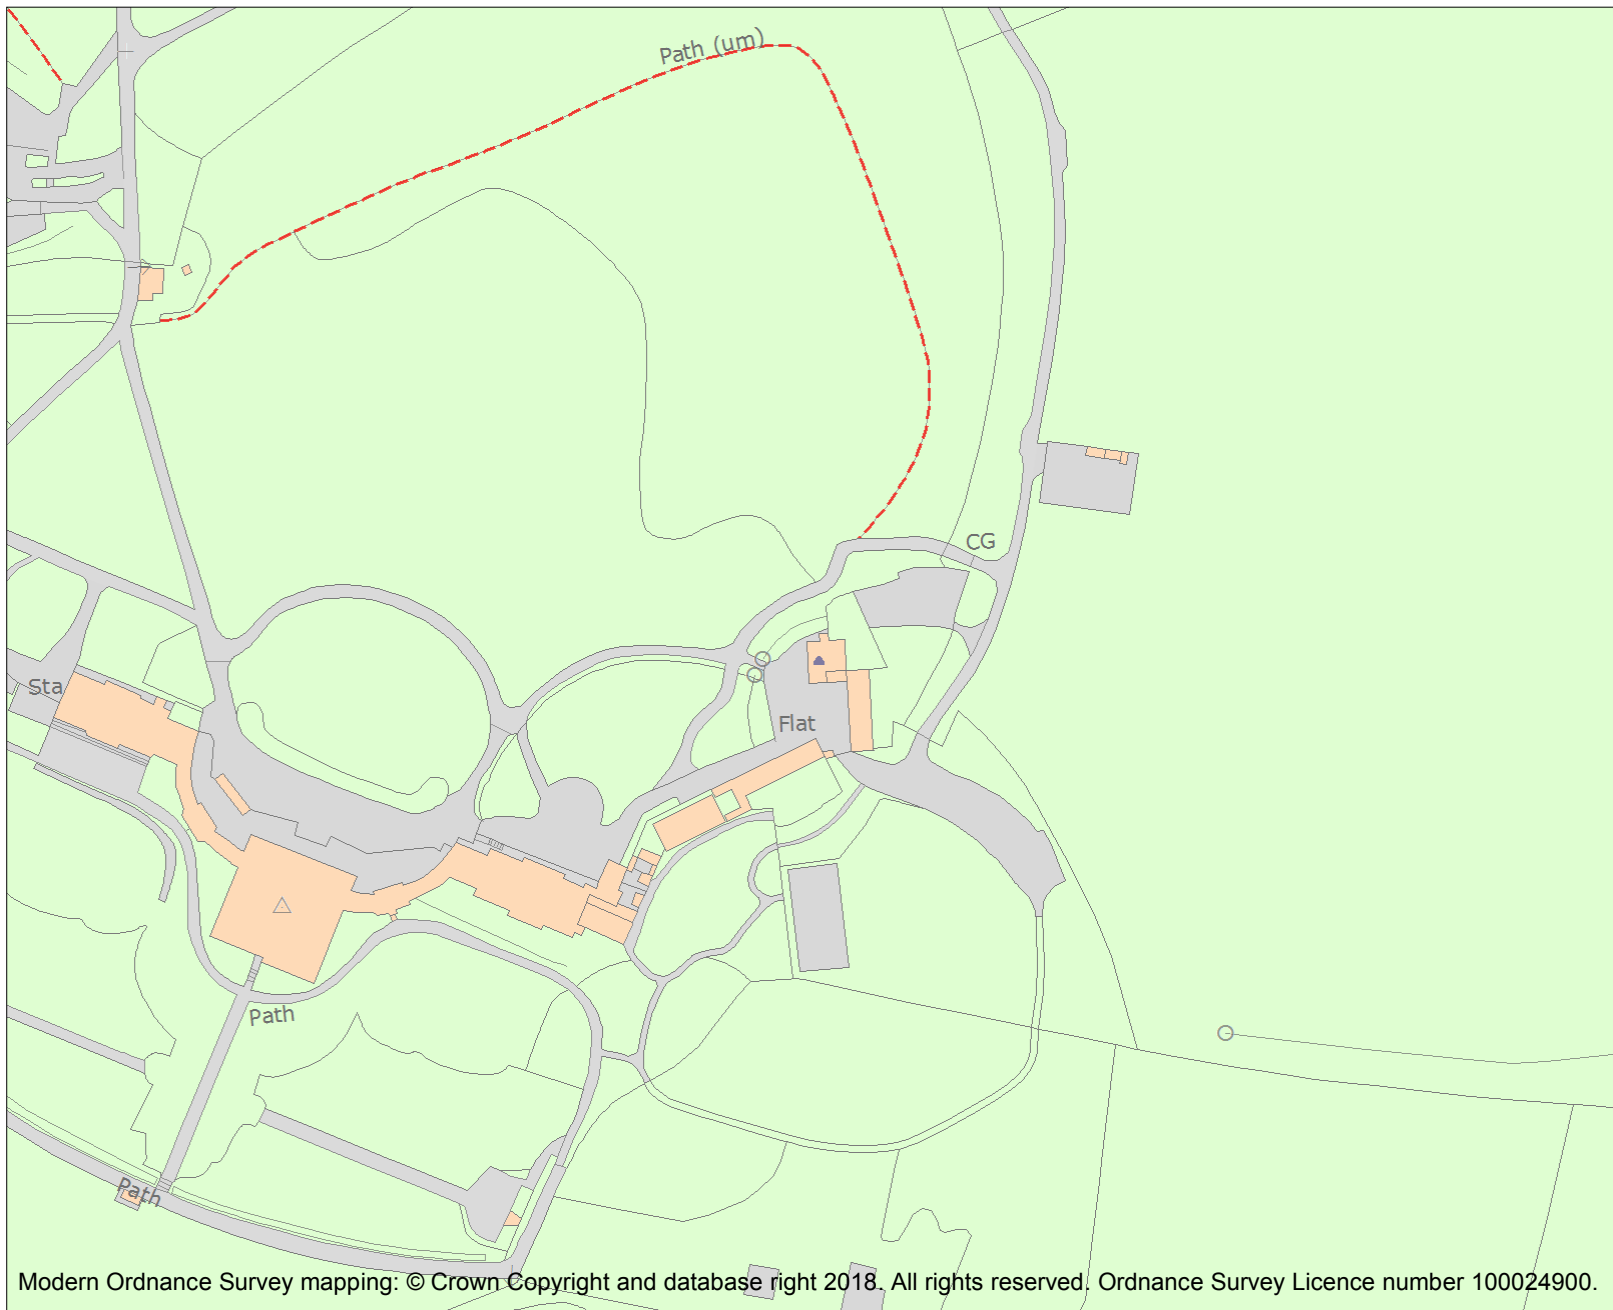 Path (um)
CG
Sta
Flat
Path
Path
Modern Ordnance Survey mapping: © Crown Copyright and database right 2018. All rights reserved. Ordnance Survey Licence number 100024900.